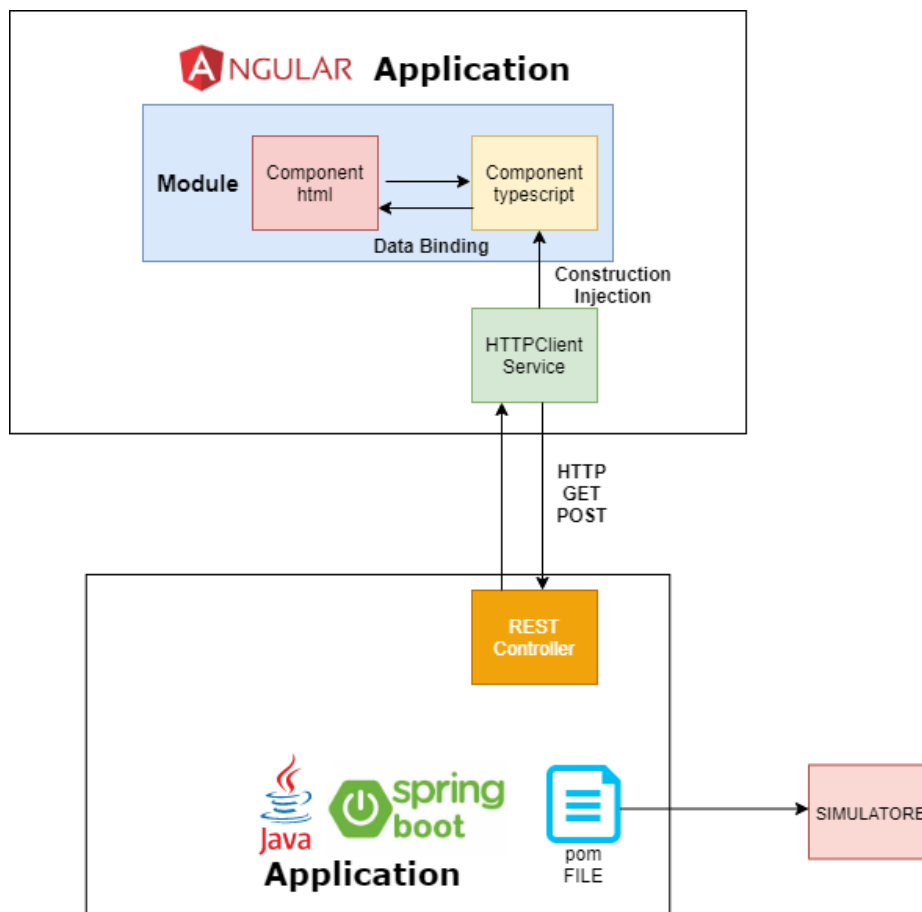 ANGULAR Application
Module
Component
html
Component
typescript
Data Binding
Construction
Injection
HTTPClient
Service
HTTP
GET
POST
REST
Controller
Java
spring
boot
Application
pom
FILE
SIMULATORE